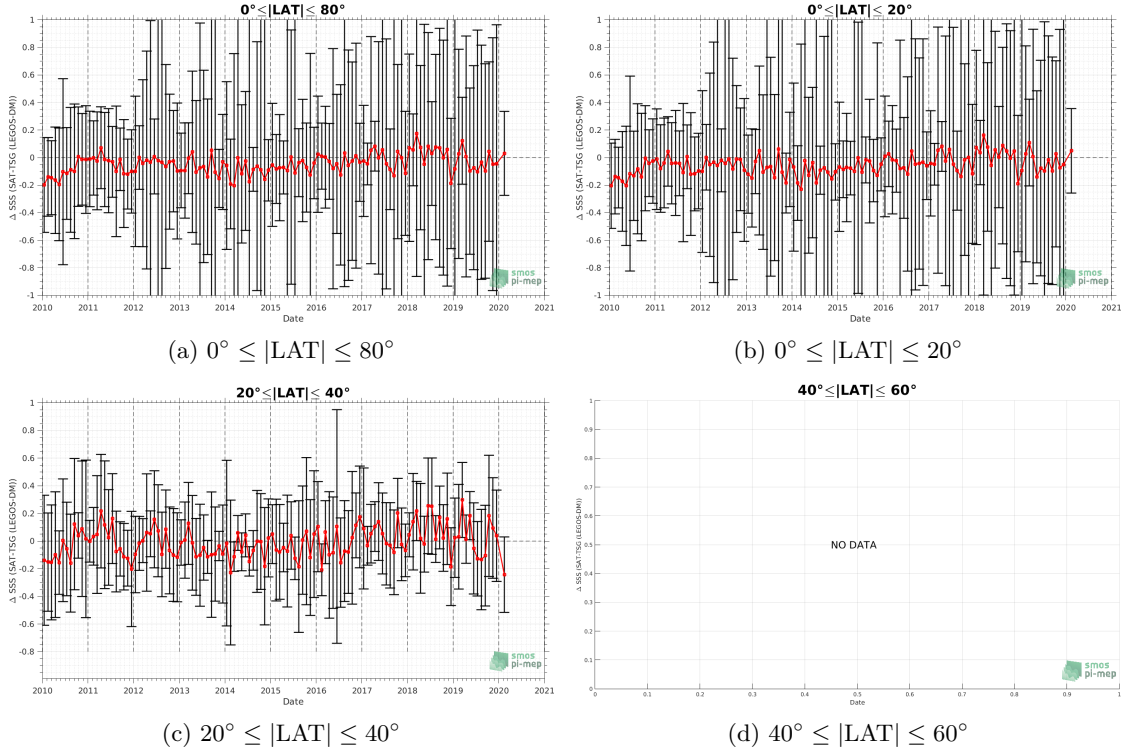 0°≤|LAT|≤ 80°
Δ SSS (SAT-TSG (LEGOS-DM))
1
0.8
0.6
0.4
0.2
0
-0.2
-0.4
-0.6
-0.8
-1
2010 2011 2012 2013 2014 2015 2016 2017 2018 2019 2020 2021
Date
smos
pi-mep
(a) 0° ≤ |LAT| ≤ 80°
0°≤|LAT|≤ 20°
Δ SSS (SAT-TSG (LEGOS-DM))
1
0.8
0.6
0.4
0.2
0
-0.2
-0.4
-0.6
-0.8
-1
2010 2011 2012 2013 2014 2015 2016 2017 2018 2019 2020 2021
Date
smos
pi-mep
(b) 0° ≤ |LAT| ≤ 20°
20°≤|LAT|≤ 40°
Δ SSS (SAT-TSG (LEGOS-DM))
1
0.8
0.6
0.4
0.2
0
-0.2
-0.4
-0.6
-0.8
2010 2011 2012 2013 2014 2015 2016 2017 2018 2019 2020 2021
Date
smos
pi-mep
(c) 20° ≤ |LAT| ≤ 40°
40°≤|LAT|≤ 60°
Δ SSS (SAT-TSG (LEGOS-DM))
1
0.9
0.8
0.7
0.6
0.5
0.4
0.3
0.2
0.1
0
NO DATA
0 0.1 0.2 0.3 0.4 0.5 0.6 0.7 0.8 0.9 1
Date
smos
pi-mep
(d) 40° ≤ |LAT| ≤ 60°